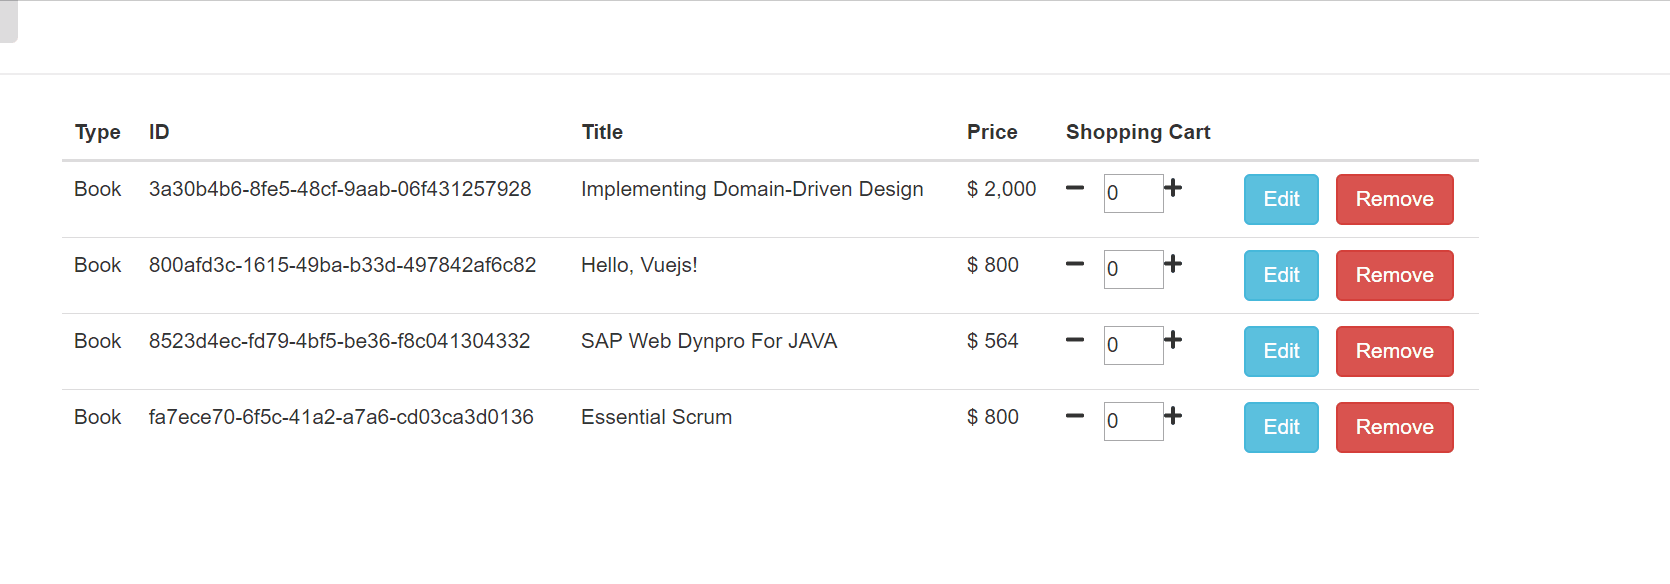 Type ID Title Price Shopping Cart
Book 3a30b4b6-8fe5-48cf-9aab-06f431257928 Implementing Domain-Driven Design $ 2,000 0 Edit Remove
Book 800afd3c-1615-49ba-b33d-497842af6c82 Hello, Vuejs! $ 800 0 Edit Remove
Book 8523d4ec-fd79-4bf5-be36-f8c041304332 SAP Web Dynpro For JAVA $ 564 0 Edit Remove
Book fa7ece70-6f5c-41a2-a7a6-cd03ca3d0136 Essential Scrum $ 800 0 Edit Remove